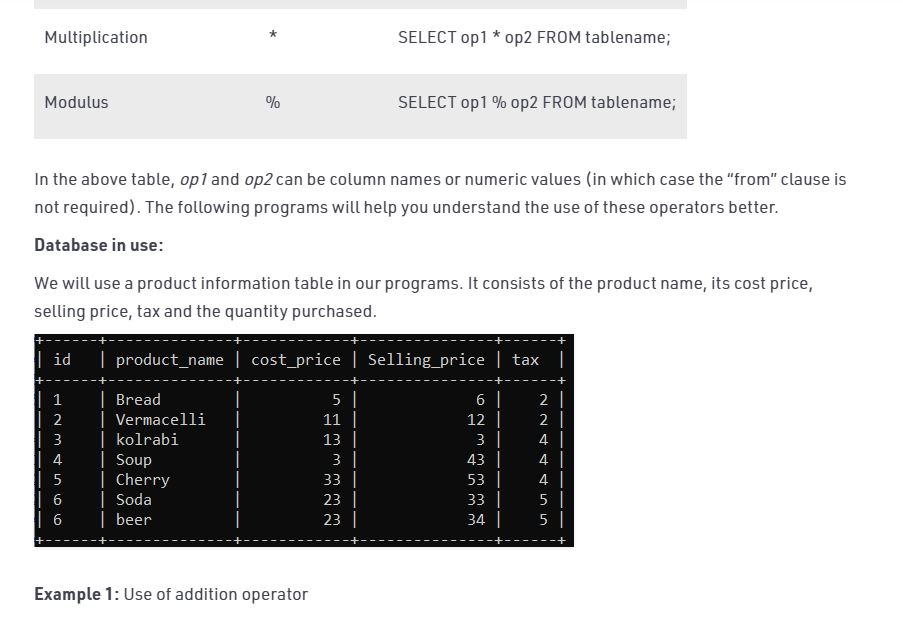 Multiplication * SELECT op1 * op2 FROM tablename;
Modulus % SELECT op1 % op2 FROM tablename;
In the above table, op1 and op2 can be column names or numeric values (in which case the “from” clause is
not required). The following programs will help you understand the use of these operators better.
Database in use:
We will use a product information table in our programs. It consists of the product name, its cost price,
selling price, tax and the quantity purchased.
+------+--------------+------------+---------------+------+
| id | product_name | cost_price | Selling_price | tax |
+------+--------------+------------+---------------+------+
| 1 | Bread | 5 | 6 | 2 |
| 2 | Vermacelli | 11 | 12 | 2 |
| 3 | kolrabi | 13 | 3 | 4 |
| 4 | Soup | 3 | 43 | 4 |
| 5 | Cherry | 33 | 53 | 4 |
| 6 | Soda | 23 | 33 | 5 |
| 6 | beer | 23 | 34 | 5 |
+------+--------------+------------+---------------+------+
Example 1: Use of addition operator